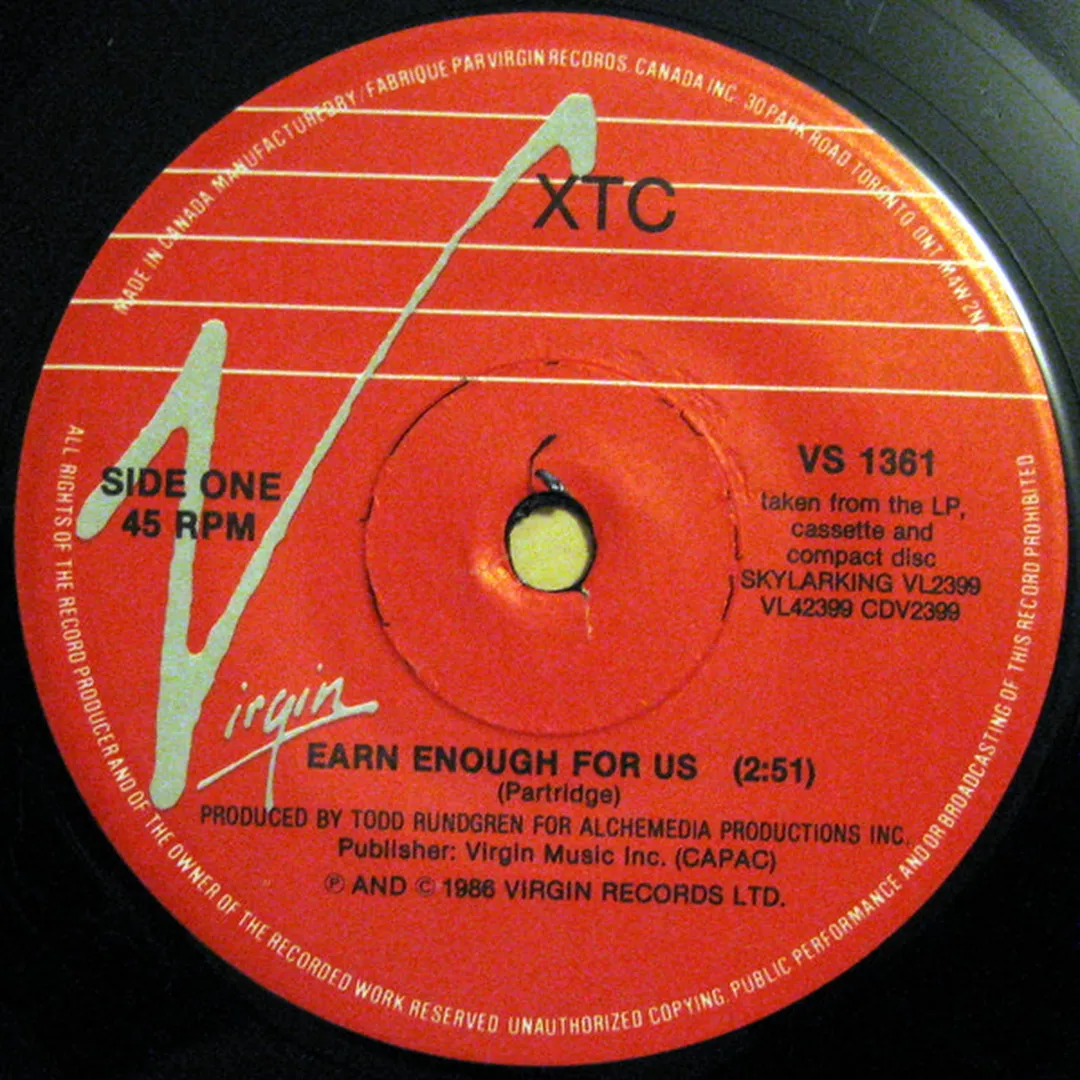 MADE IN CANADA MANUFACTURED BY / FABRIQUE PAR VIRGIN RECORDS CANADA INC. 30 PARK ROAD TORONTO ONT M4W 2N4
XTC
SIDE ONE
45 RPM
VS 1361
taken from the LP,
cassette and
compact disc
SKYLARKING VL2399
VL42399 CDV2399
Virgin
EARN ENOUGH FOR US (2:51)
(Partridge)
PRODUCED BY TODD RUNDGREN FOR ALCHEMEDIA PRODUCTIONS INC.
Publisher: Virgin Music Inc. (CAPAC)
℗ AND © 1986 VIRGIN RECORDS LTD.
ALL RIGHTS OF THE RECORD PRODUCER AND OF THE OWNER OF THE RECORDED WORK RESERVED UNAUTHORIZED COPYING, PUBLIC PERFORMANCE AND/OR BROADCASTING OF THIS RECORD PROHIBITED